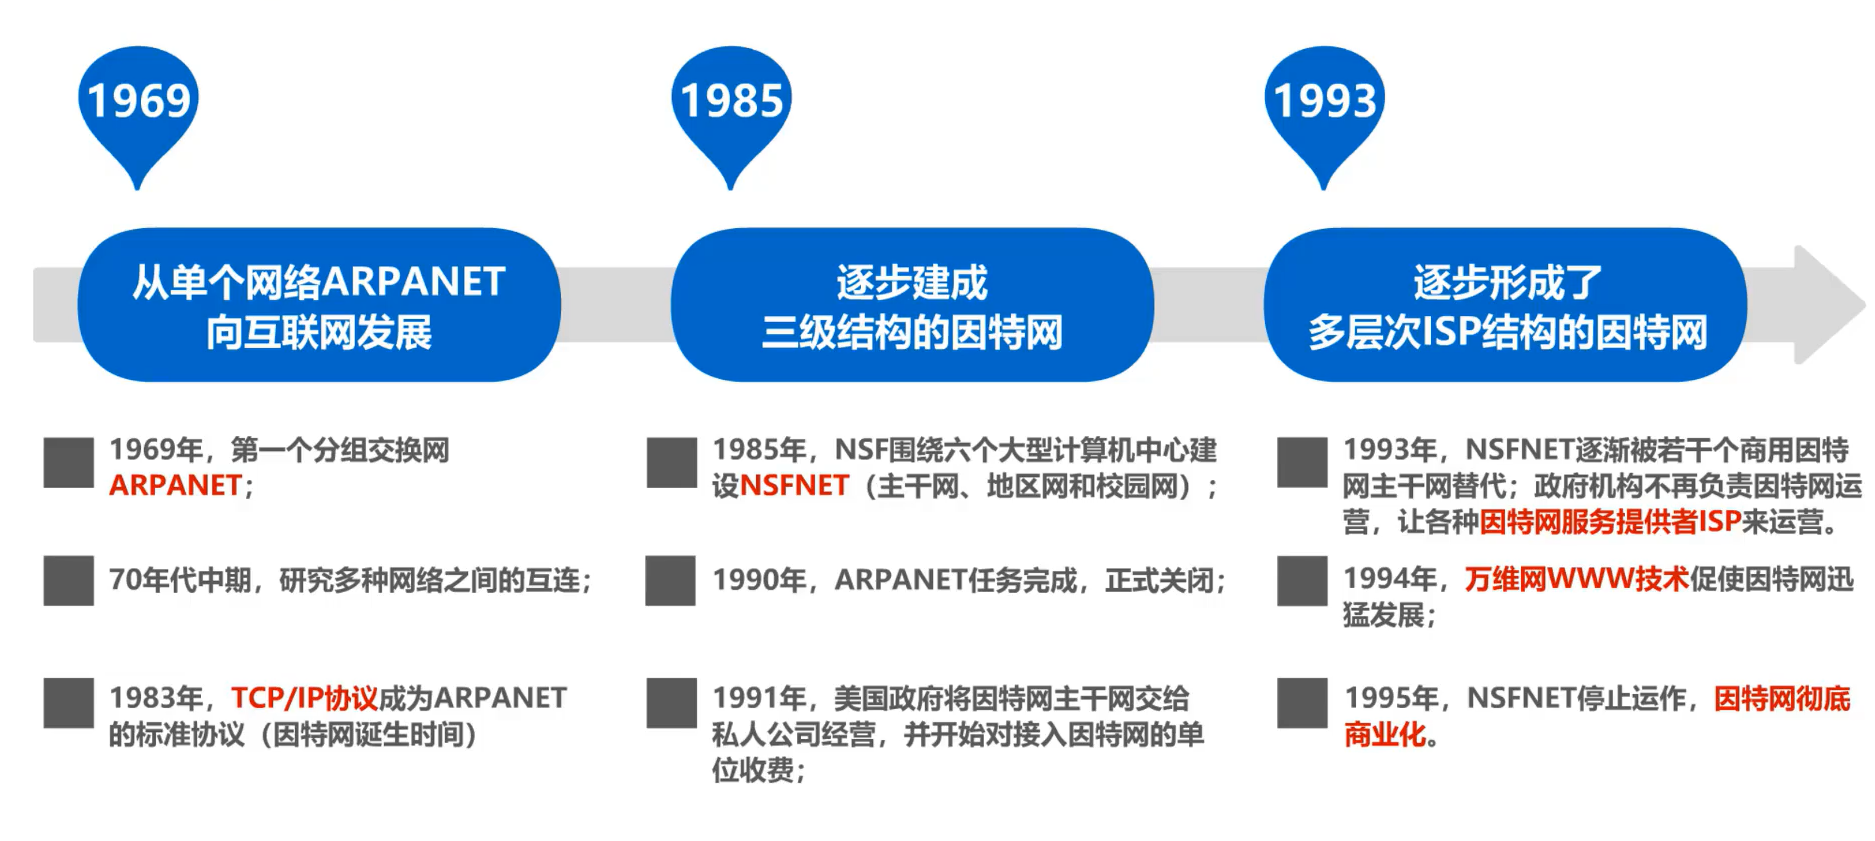 1969
1985
1993
从单个网络ARPANET
向互联网发展
逐步建成
三级结构的因特网
逐步形成了
多层次ISP结构的因特网
1969年，第一个分组交换网
ARPANET；
70年代中期，研究多种网络之间的互连；
1983年，TCP/IP协议成为ARPANET
的标准协议（因特网诞生时间）
1985年，NSF围绕六个大型计算机中心建
设NSFNET（主干网、地区网和校园网）；
1990年，ARPANET任务完成，正式关闭；
1991年，美国政府将因特网主干网交给
私人公司经营，并开始对接入因特网的单
位收费；
1993年，NSFNET逐渐被若干个商用因特
网主干网替代；政府机构不再负责因特网运
营，让各种因特网服务提供者ISP来运营。
1994年，万维网WWW技术促使因特网迅
猛发展；
1995年，NSFNET停止运作，因特网彻底
商业化。